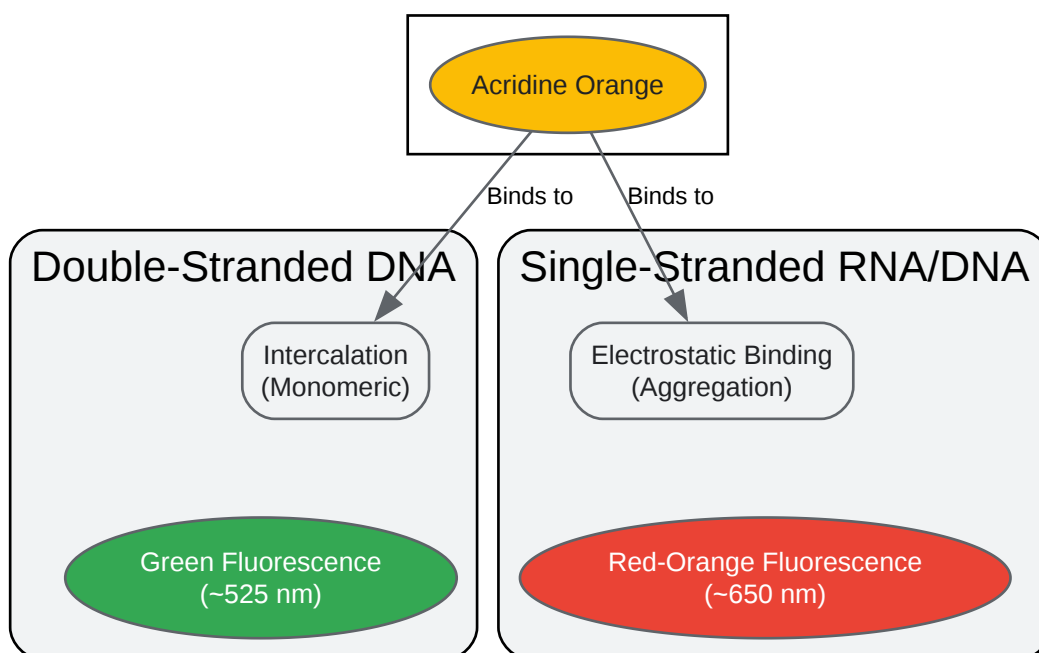 Acridine Orange
Binds to
Binds to
Double-Stranded DNA
Intercalation
(Monomeric)
Green Fluorescence
(~525 nm)
Single-Stranded RNA/DNA
Electrostatic Binding
(Aggregation)
Red-Orange Fluorescence
(~650 nm)